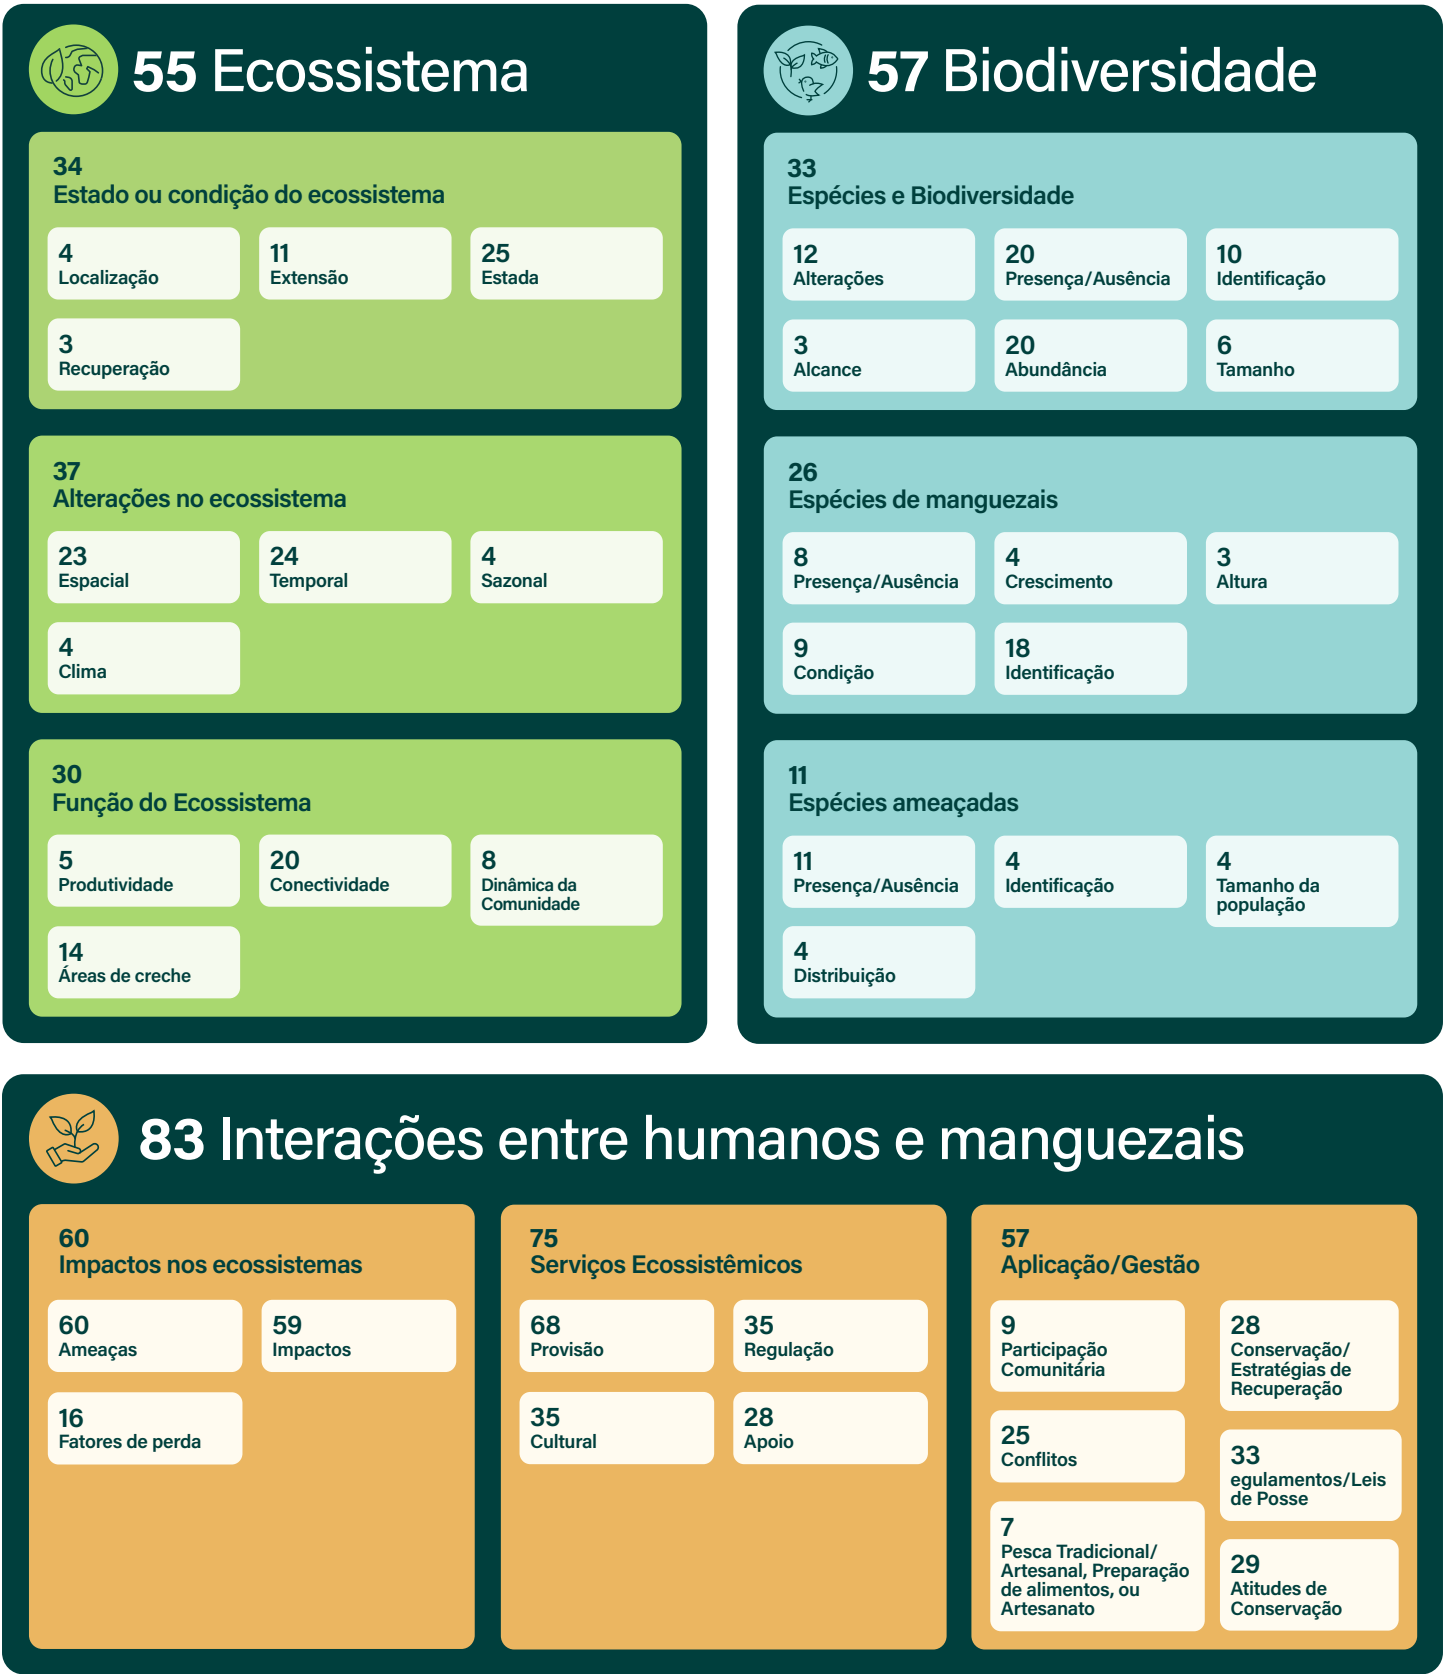 55 Ecossistema
34
Estado ou condição do ecossistema
4
Localização
11
Extensão
25
Estada
3
Recuperação
37
Alterações no ecossistema
23
Espacial
24
Temporal
4
Sazonal
4
Clima
30
Função do Ecossistema
5
Produtividade
20
Conectividade
8
Dinâmica da
Comunidade
14
Áreas de creche
57 Biodiversidade
33
Espécies e Biodiversidade
12
Alterações
20
Presença/Ausência
10
Identificação
3
Alcance
20
Abundância
6
Tamanho
26
Espécies de manguezais
8
Presença/Ausência
4
Crescimento
3
Altura
9
Condição
18
Identificação
11
Espécies ameaçadas
11
Presença/Ausência
4
Identificação
4
Tamanho da
população
4
Distribuição
83 Interações entre humanos e manguezais
60
Impactos nos ecossistemas
60
Ameaças
59
Impactos
16
Fatores de perda
75
Serviços Ecossistêmicos
68
Provisão
35
Regulação
35
Cultural
28
Apoio
57
Aplicação/Gestão
9
Participação
Comunitária
25
Conflitos
7
Pesca Tradicional/
Artesanal, Preparação
de alimentos, ou
Artesanato
28
Conservação/
Estratégias de
Recuperação
33
egulamentos/Leis
de Posse
29
Atitudes de
Conservação